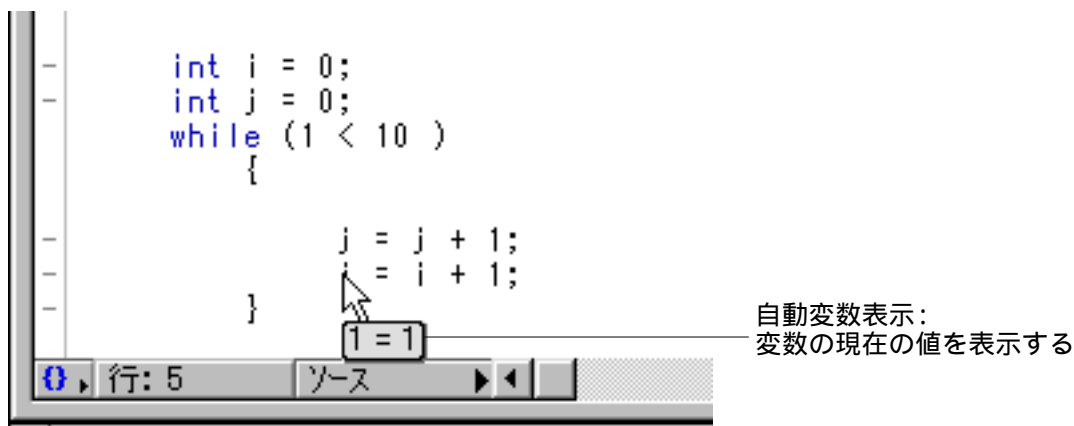 int i = 0;
int j = 0;
while (1 < 10 )
{
j = j + 1;
i = i + 1;
}
1 = 1
自動変数表示:
変数の現在の値を表示する
行: 5 ソース